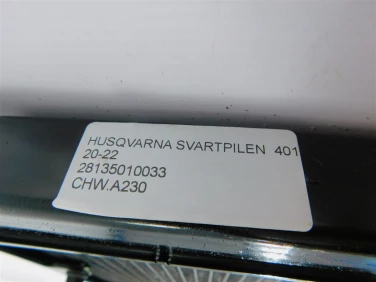 HUSQVARNA SVARTPILEN 401
20-22
28135010033
CHW.A230